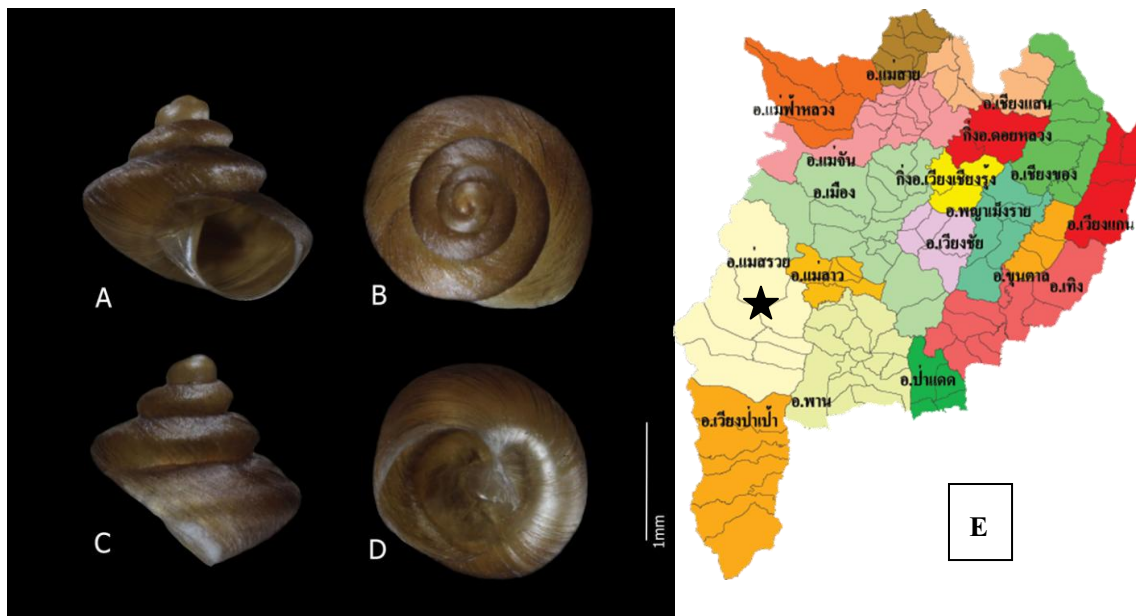 A
B
C
D
1mm
อ.แม่สาย
อ.เชียงแสน
อ.แม่ฟ้าหลวง
กิ่งอ.ดอยหลวง
อ.แม่จัน
อ.เมือง
กิ่งอ.เวียงเชียงรุ้ง
อ.เชียงของ
อ.พญาเม็งราย
อ.เวียงแก่น
อ.เวียงชัย
อ.แม่สรวย
อ.แม่ลาว
อ.ขุนตาล
อ.เทิง
อ.ป่าแดด
อ.พาน
อ.เวียงป่าเป้า
E